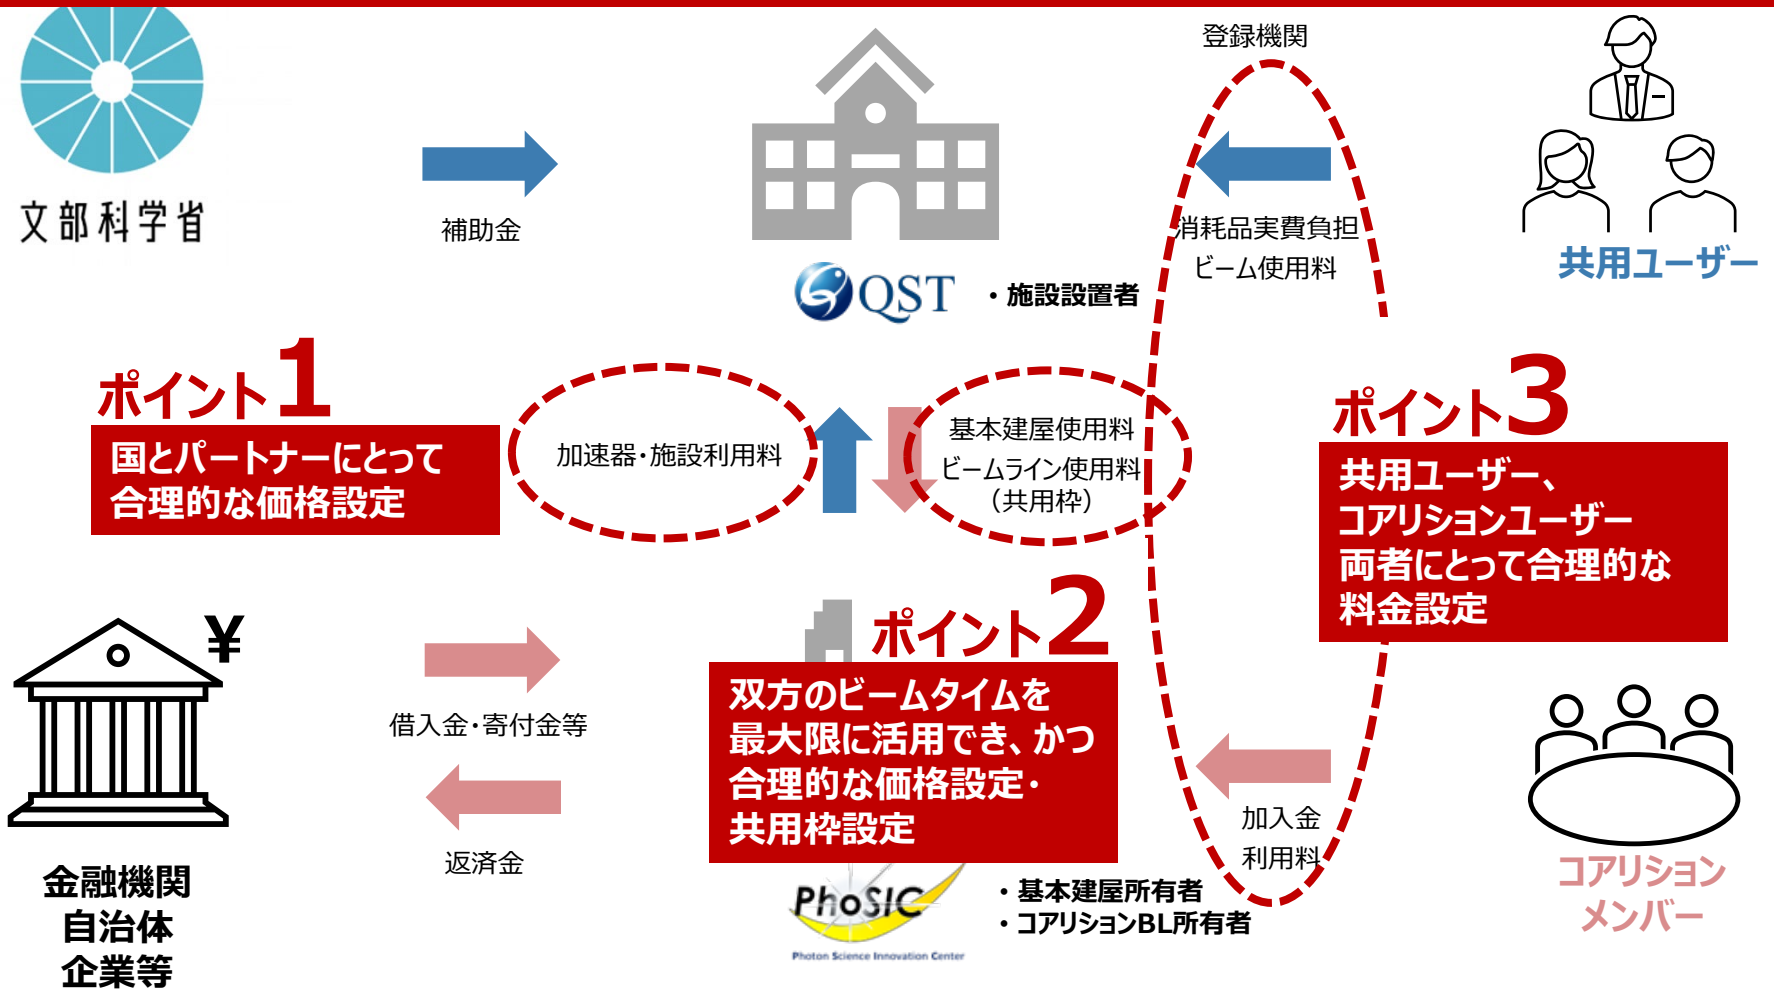 登録機関
文部科学省
補助金
消耗品実費負担
ビーム使用料
共用ユーザー
QST
・施設設置者
ポイント1
国とパートナーにとって
合理的な価格設定
加速器・施設利用料
基本建屋使用料
ビームライン使用料
（共用枠）
ポイント3
共用ユーザー、
コアリションユーザー
両者にとって合理的な
料金設定
¥
借入金・寄付金等
返済金
金融機関
自治体
企業等
ポイント2
双方のビームタイムを
最大限に活用でき、かつ
合理的な価格設定・
共用枠設定
PhoSIC
Photon Science Innovation Center
・基本建屋所有者
・コアリションBL所有者
加入金
利用料
コアリション
メンバー